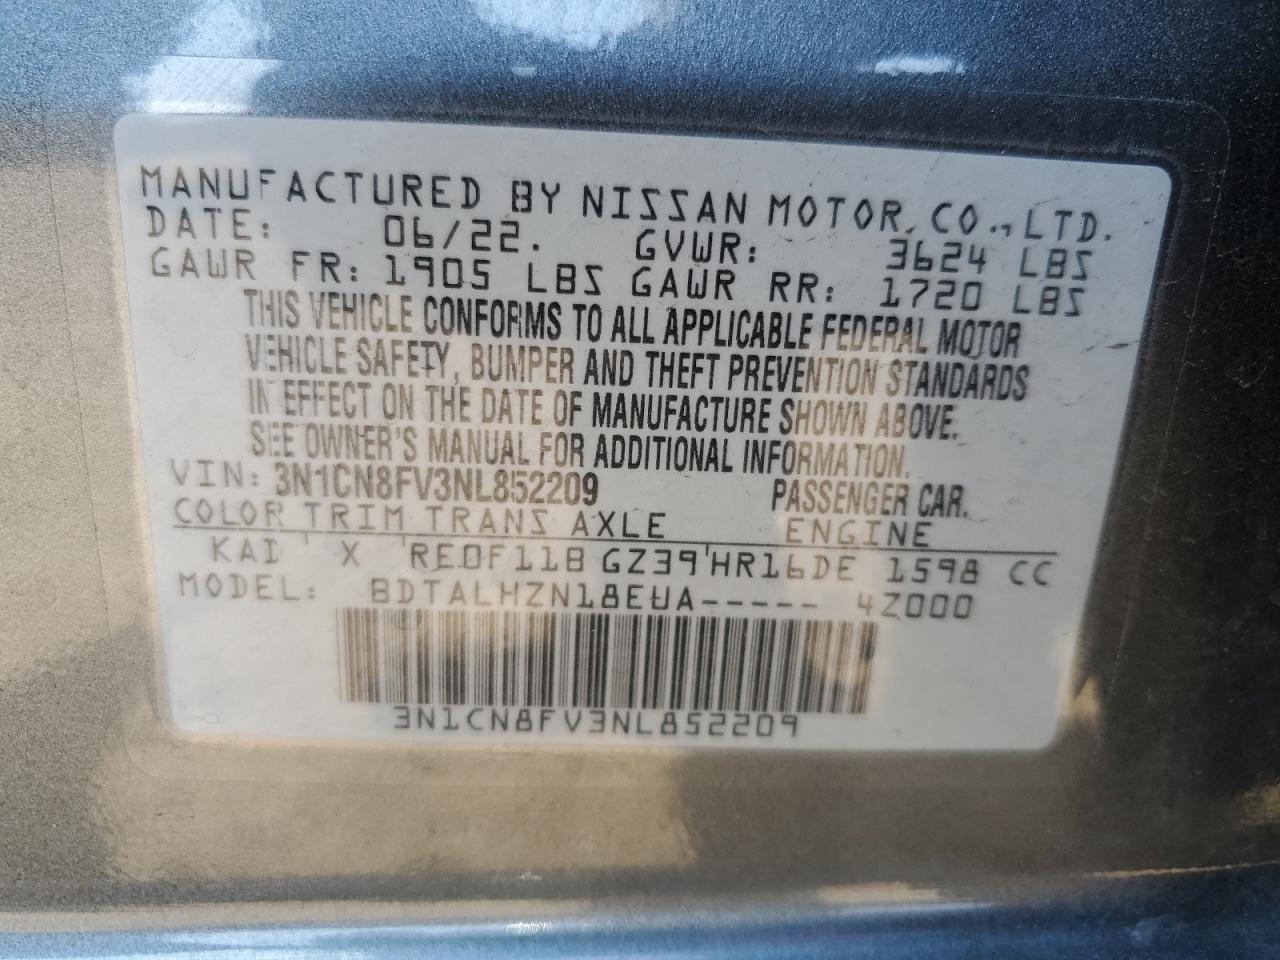 MANUFACTURED BY NISSAN MOTOR.CO.,LTD.
DATE: 06/22. GVWR: 3624 LBS
GAWR FR: 1905 LBS GAWR RR: 1720 LBS
THIS VEHICLE CONFORMS TO ALL APPLICABLE FEDERAL MOTOR
VEHICLE SAFETY, BUMPER AND THEFT PREVENTION STANDARDS
IN EFFECT ON THE DATE OF MANUFACTURE SHOWN ABOVE.
SEE OWNER'S MANUAL FOR ADDITIONAL INFORMATION.
VIN: 3N1CN8FV3NL852209 PASSENGER CAR.
COLOR TRIM TRANS AXLE ENGINE
KAD ' X 'RE0F11B GZ39'HR16DE 1598 CC
MODEL: BDTALHZN18EUA----- 4Z000
3N1CN8FV3NL852209